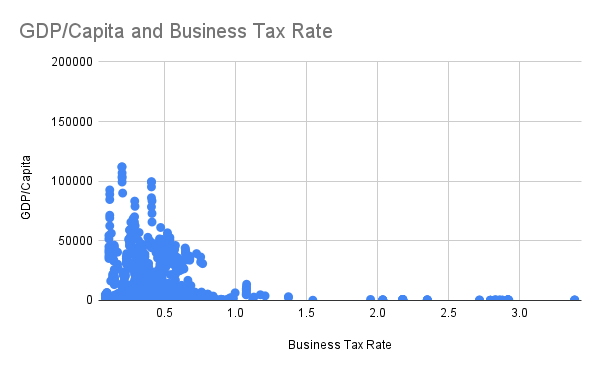 GDP/Capita and Business Tax Rate
200000
150000
100000
50000
0
GDP/Capita
0.5 1.0 1.5 2.0 2.5 3.0
Business Tax Rate